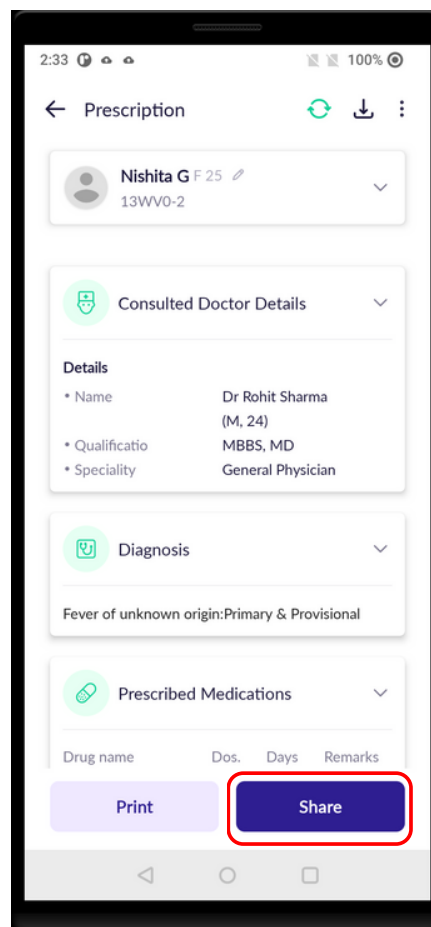 2:33 100%
Prescription
Nishita G F 25
13WV0-2
Consulted Doctor Details
Details
• Name Dr Rohit Sharma
(M, 24)
• Qualificatio MBBS, MD
• Speciality General Physician
Diagnosis
Fever of unknown origin:Primary & Provisional
Prescribed Medications
Drug name Dos. Days Remarks
Print Share